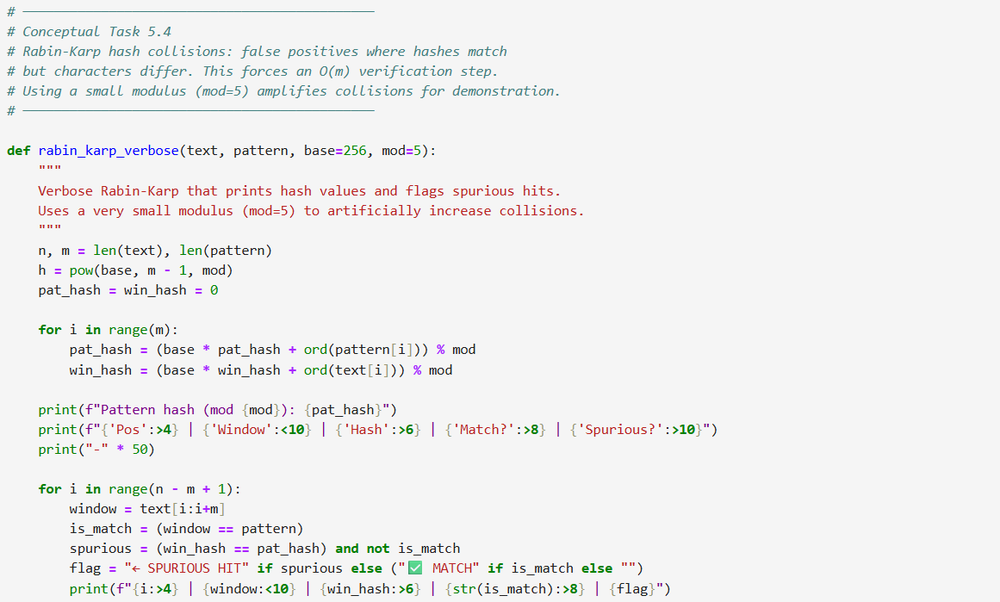 # ─────────────────────────────────────────────
# Conceptual Task 5.4
# Rabin-Karp hash collisions: false positives where hashes match
# but characters differ. This forces an O(m) verification step.
# Using a small modulus (mod=5) amplifies collisions for demonstration.
# ─────────────────────────────────────────────

def rabin_karp_verbose(text, pattern, base=256, mod=5):
    """
    Verbose Rabin-Karp that prints hash values and flags spurious hits.
    Uses a very small modulus (mod=5) to artificially increase collisions.
    """
    n, m = len(text), len(pattern)
    h = pow(base, m - 1, mod)
    pat_hash = win_hash = 0

    for i in range(m):
        pat_hash = (base * pat_hash + ord(pattern[i])) % mod
        win_hash = (base * win_hash + ord(text[i])) % mod

    print(f"Pattern hash (mod {mod}): {pat_hash}")
    print(f"{'Pos':>4} | {'Window':<10} | {'Hash':>6} | {'Match?':>8} | {'Spurious?':>10}")
    print("-" * 50)

    for i in range(n - m + 1):
        window = text[i:i+m]
        is_match = (window == pattern)
        spurious = (win_hash == pat_hash) and not is_match
        flag = "← SPURIOUS HIT" if spurious else ("✅ MATCH" if is_match else "")
        print(f"{i:>4} | {window:<10} | {win_hash:>6} | {str(is_match):>8} | {flag}")